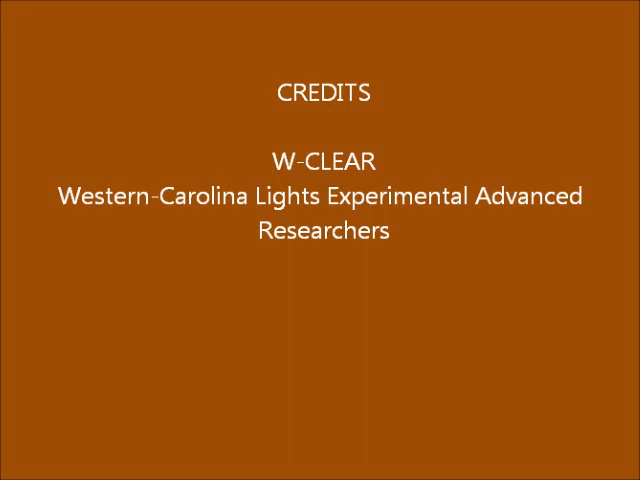 CREDITS
W-CLEAR
Western-Carolina Lights Experimental Advanced
Researchers